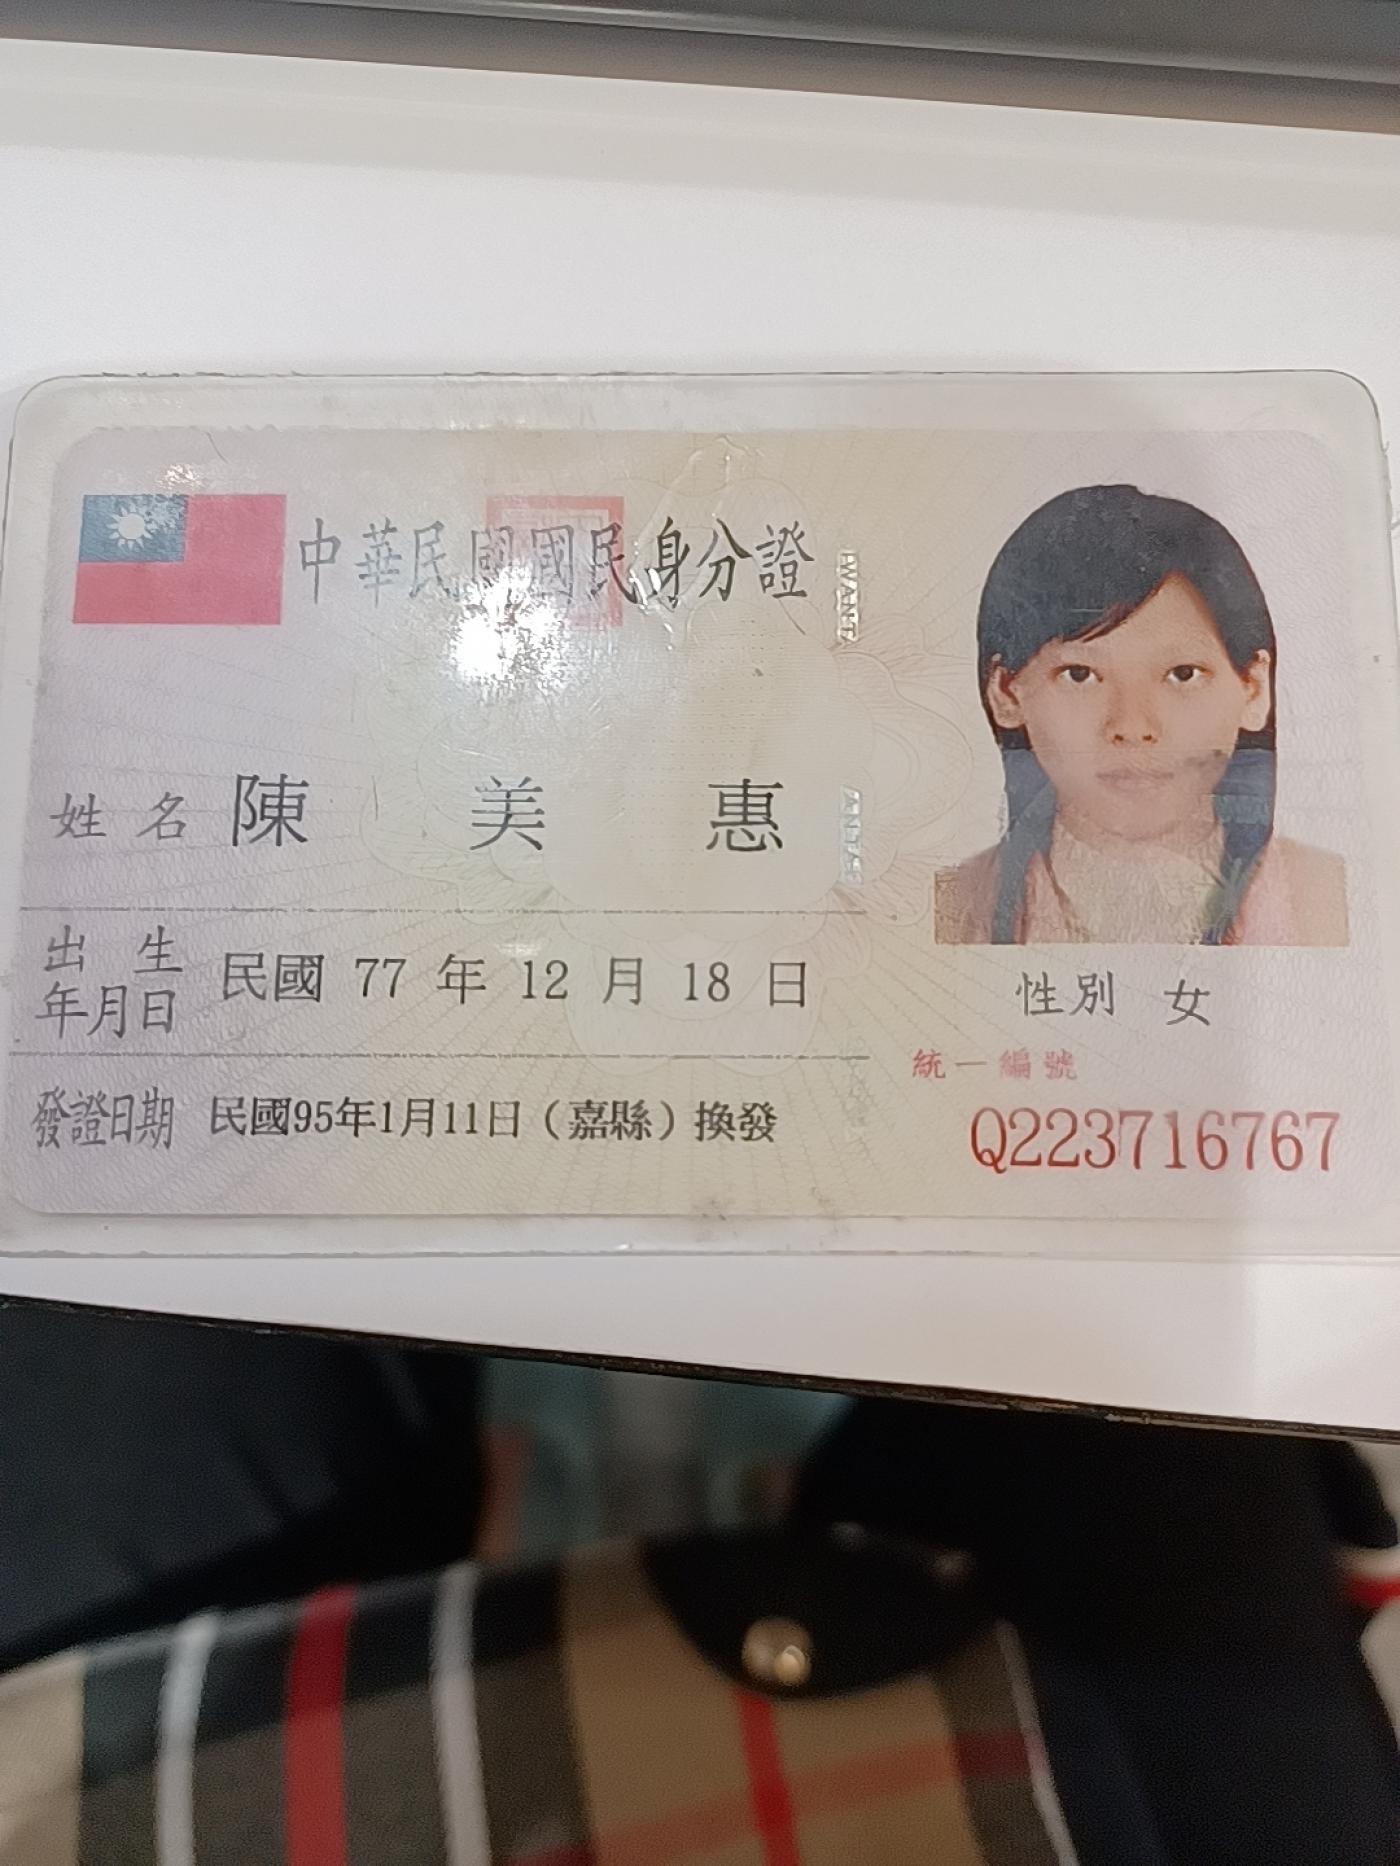 中華民國國民身分證
姓名 陳美惠
出生年月日 民國 77 年 12 月 18 日
發證日期 民國95年1月11日（嘉縣）換發
性別 女
統一編號
Q223716767